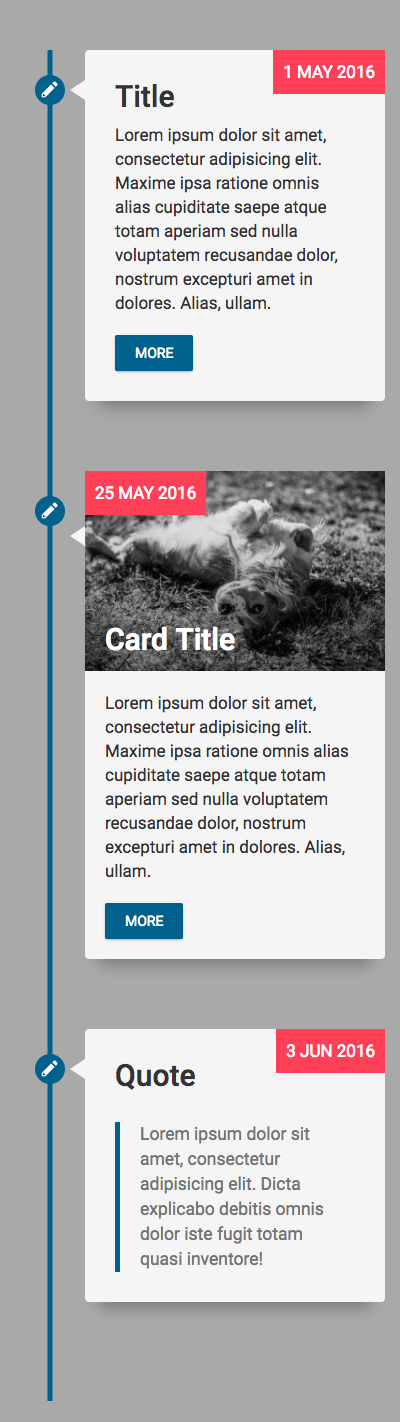 1 MAY 2016
Title
Lorem ipsum dolor sit amet,
consectetur adipisicing elit.
Maxime ipsa ratione omnis
alias cupiditate saepe atque
totam aperiam sed nulla
voluptatem recusandae dolor,
nostrum excepturi amet in
dolores. Alias, ullam.
MORE
25 MAY 2016
Card Title
Lorem ipsum dolor sit amet,
consectetur adipisicing elit.
Maxime ipsa ratione omnis alias
cupiditate saepe atque totam
aperiam sed nulla voluptatem
recusandae dolor, nostrum
excepturi amet in dolores. Alias,
ullam.
MORE
3 JUN 2016
Quote
Lorem ipsum dolor sit
amet, consectetur
adipisicing elit. Dicta
explicabo debitis omnis
dolor iste fugit totam
quasi inventore!